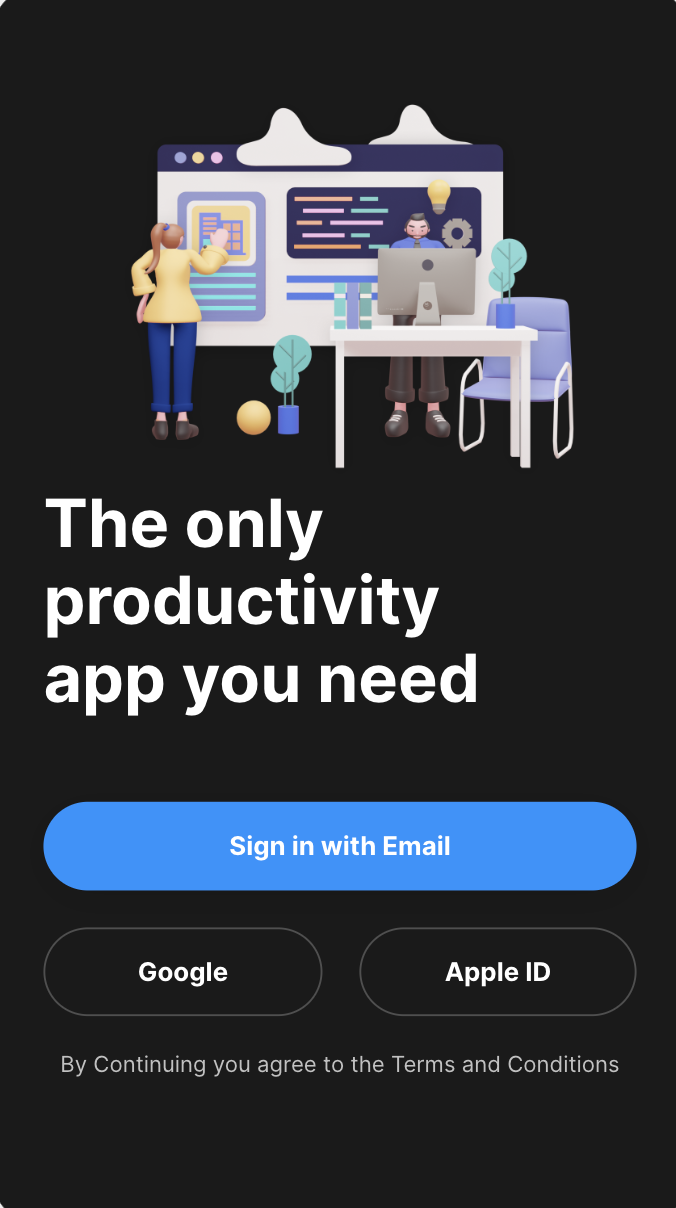 The only
productivity
app you need
Sign in with Email
Google
Apple ID
By Continuing you agree to the Terms and Conditions